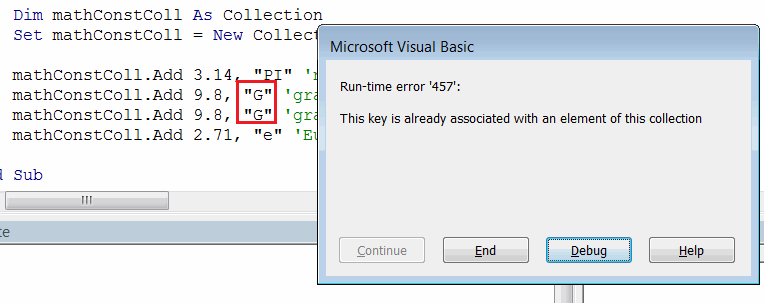 Dim mathConstColl As Collection
Set mathConstColl = New Collect
mathConstColl.Add 3.14, "PI" '
mathConstColl.Add 9.8, "G" 'gra
mathConstColl.Add 9.8, "G" 'gra
mathConstColl.Add 2.71, "e" 'Eu
d Sub
te
Microsoft Visual Basic
Run-time error '457':
This key is already associated with an element of this collection
Continue End Debug Help